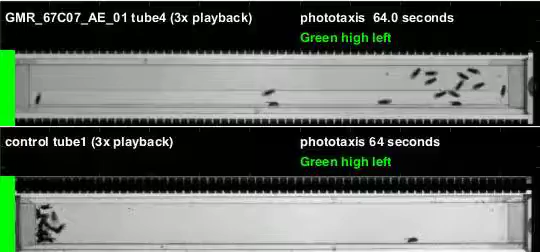 GMR_67C07_AE_01 tube4 (3x playback) phototaxis 64.0 seconds
Green high left
control tube1 (3x playback) phototaxis 64 seconds
Green high left